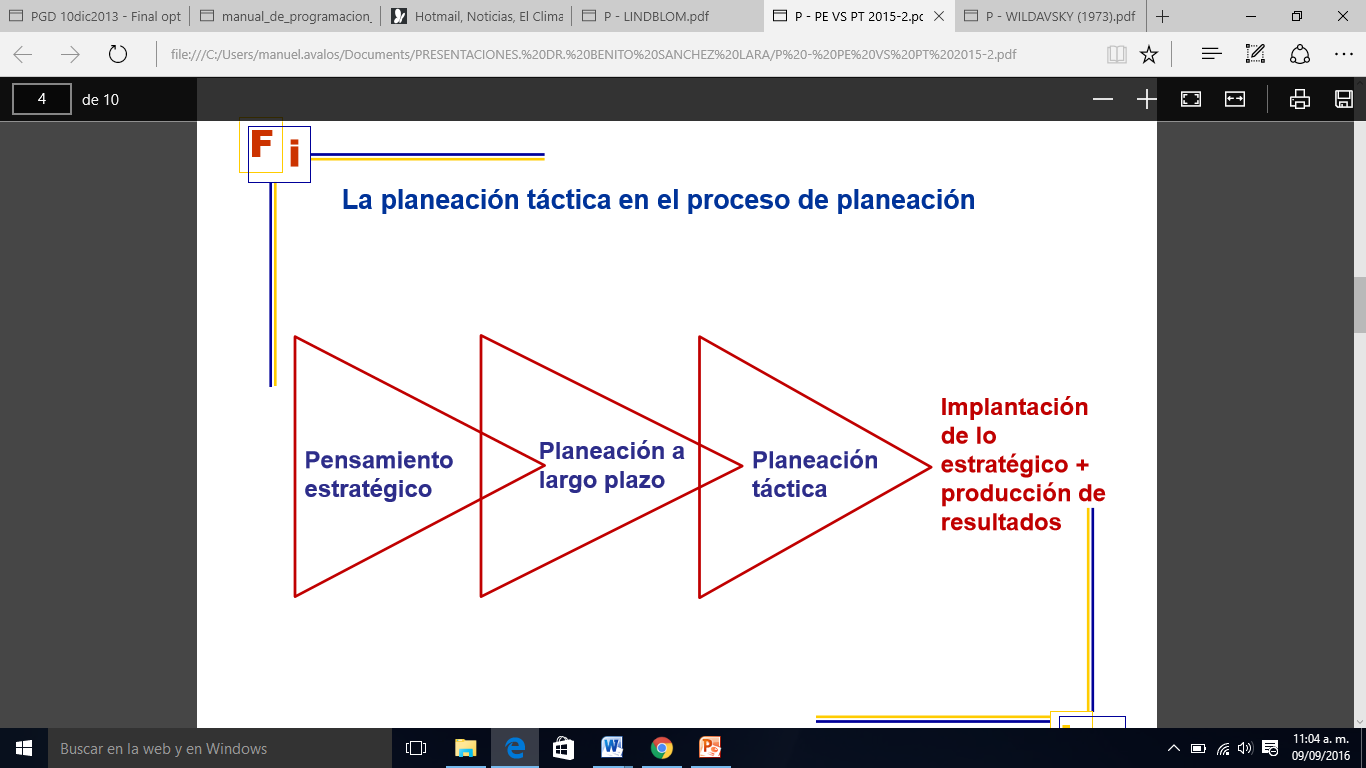 PGD 10dic2013 - Final opt
manual_de_programacion_
Hotmail, Noticias, El Clima
P - LINDBLOM.pdf
P - PE VS PT 2015-2.pd
P - WILDAVSKY (1973).pdf
file:///C:/Users/manuel.avalos/Documents/PRESENTACIONES.%20DR.%20BENITO%20SANCHEZ%20LARA/P%20-%20PE%20VS%20PT%202015-2.pdf
4 de 10
F i
La planeación táctica en el proceso de planeación
Pensamiento
estratégico
Planeación a
largo plazo
Planeación
táctica
Implantación
de lo
estratégico +
producción de
resultados
Buscar en la web y en Windows
11:04 a. m.
09/09/2016